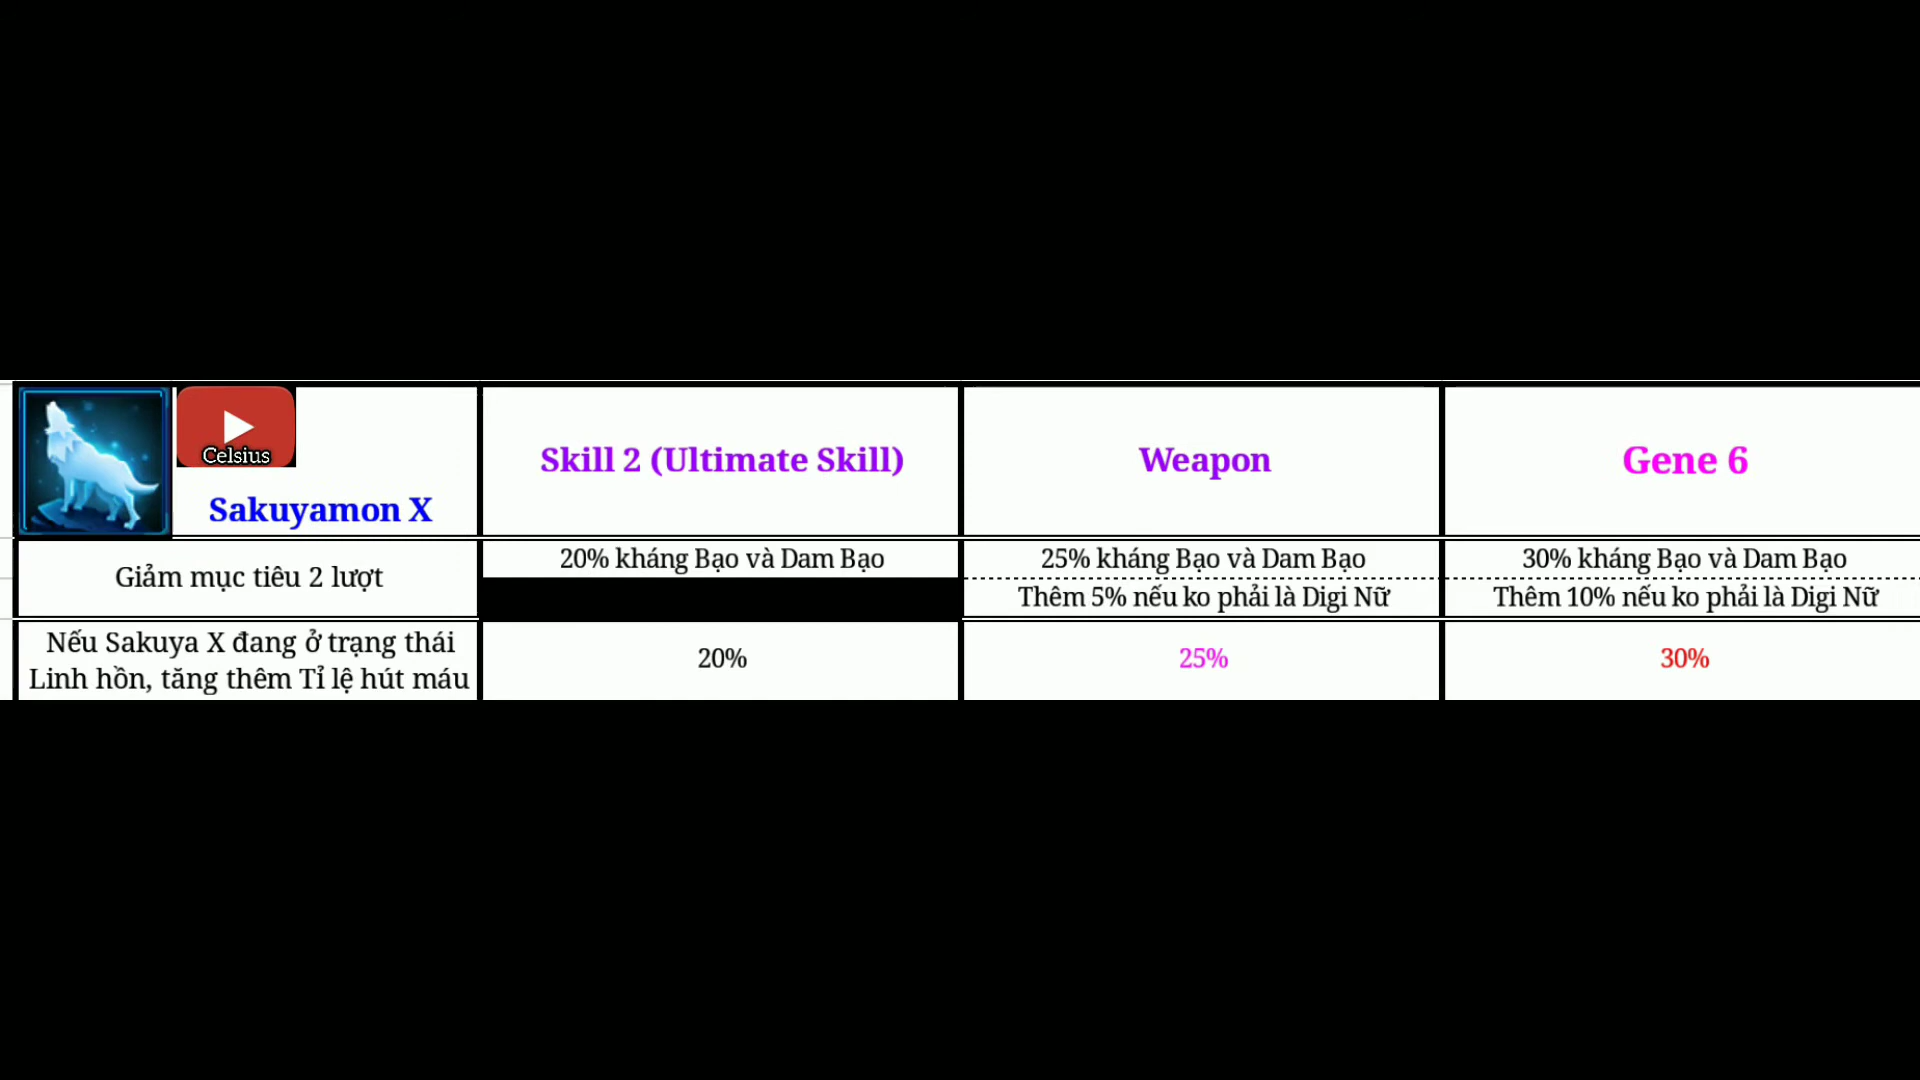 Celsius
Sakuyamon X
Skill 2 (Ultimate Skill)
Weapon
Gene 6
Giảm mục tiêu 2 lượt
20% kháng Bạo và Dam Bạo
25% kháng Bạo và Dam Bạo
30% kháng Bạo và Dam Bạo
Thêm 5% nếu ko phải là Digi Nữ
Thêm 10% nếu ko phải là Digi Nữ
Nếu Sakuya X đang ở trạng thái
Linh hồn, tăng thêm Tỉ lệ hút máu
20%
25%
30%